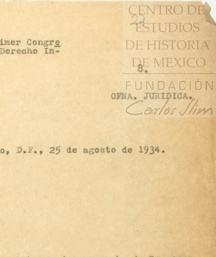 CENTRO DE
ESTUDIOS
DE HISTORIA
DE MEXICO
FUNDACIÓN
Carlos Slim
imer Congre
Derecho In-
8.
OFNA. JURIDICA.
o, D.F., 25 de agosto de 1934.